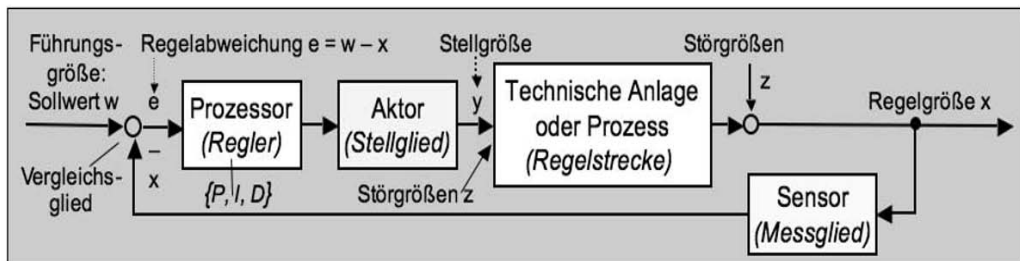 Führungs-
größe:
Sollwert w
Regelabweichung e = w – x
e
Vergleichs-
glied
–
x
Prozessor
(Regler)
{P, I, D}
Aktor
(Stellglied)
Stellgröße
y
Störgrößen z
Technische Anlage
oder Prozess
(Regelstrecke)
Störgrößen
z
Regelgröße x
Sensor
(Messglied)